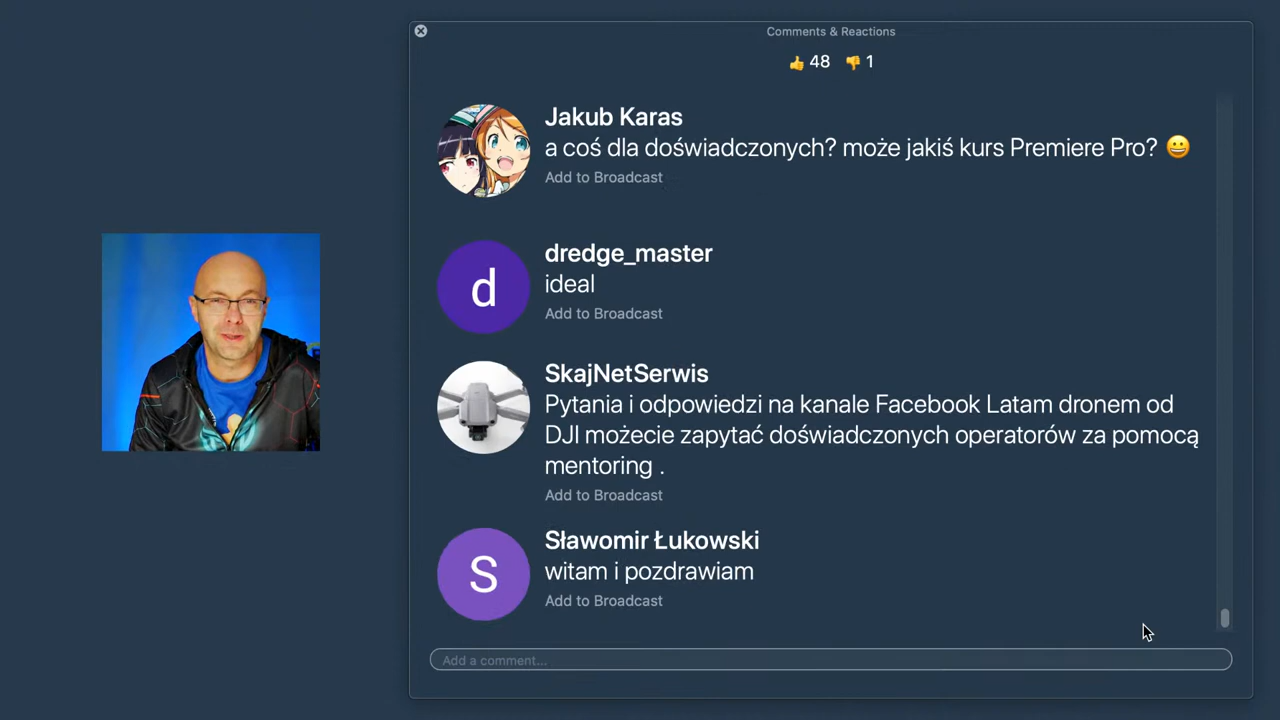 Comments & Reactions
👍 48 👎 1
Jakub Karas
a coś dla doświadczonych? może jakiś kurs Premiere Pro? 😀
Add to Broadcast
d
dredge_master
ideal
Add to Broadcast
SkajNetSerwis
Pytania i odpowiedzi na kanale Facebook Latam dronem od
DJI możecie zapytać doświadczonych operatorów za pomocą
mentoring .
Add to Broadcast
S
Sławomir Łukowski
witam i pozdrawiam
Add to Broadcast
Add a comment...